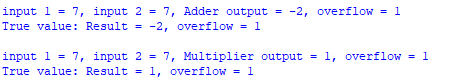 input 1 = 7, input 2 = 7, Adder output = -2, overflow = 1
True value: Result = -2, overflow = 1
input 1 = 7, input 2 = 7, Multiplier output = 1, overflow = 1
True value: Result = 1, overflow = 1